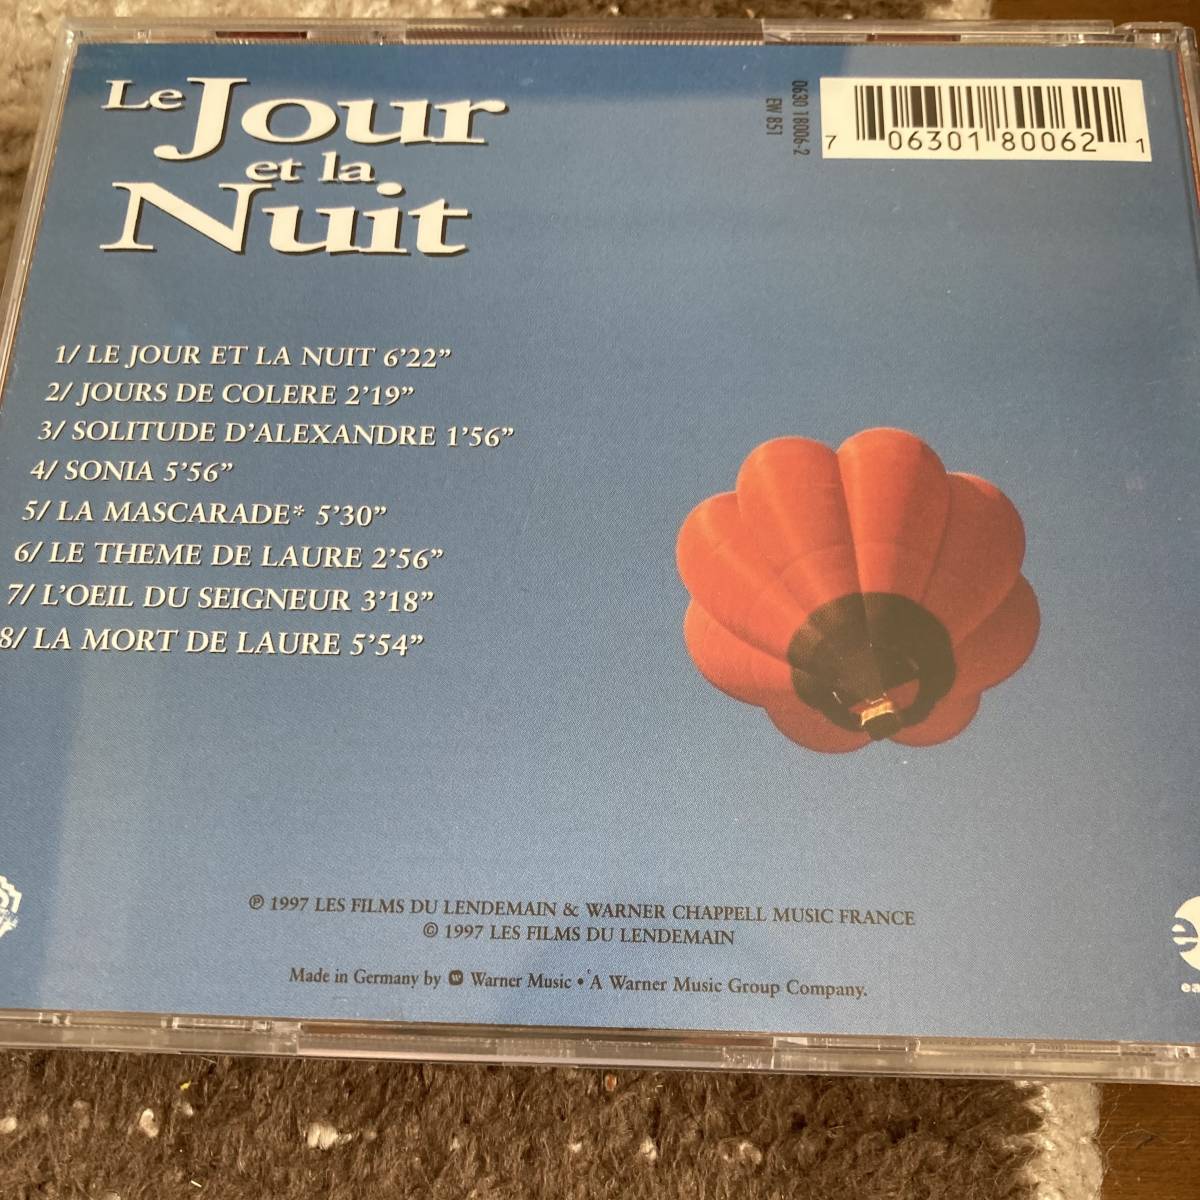 Le Jour
et la
Nuit
0630 18006-2
EW 851
7 06301 80062 1
1/ LE JOUR ET LA NUIT 6'22”
2/ JOURS DE COLERE 2'19”
3/ SOLITUDE D'ALEXANDRE 1'56”
4/ SONIA 5'56”
5/ LA MASCARADE* 5'30”
6/ LE THEME DE LAURE 2'56”
7/ L'OEIL DU SEIGNEUR 3'18”
8/ LA MORT DE LAURE 5'54”
℗ 1997 LES FILMS DU LENDEMAIN & WARNER CHAPPELL MUSIC FRANCE
© 1997 LES FILMS DU LENDEMAIN
Made in Germany by Warner Music • A Warner Music Group Company.